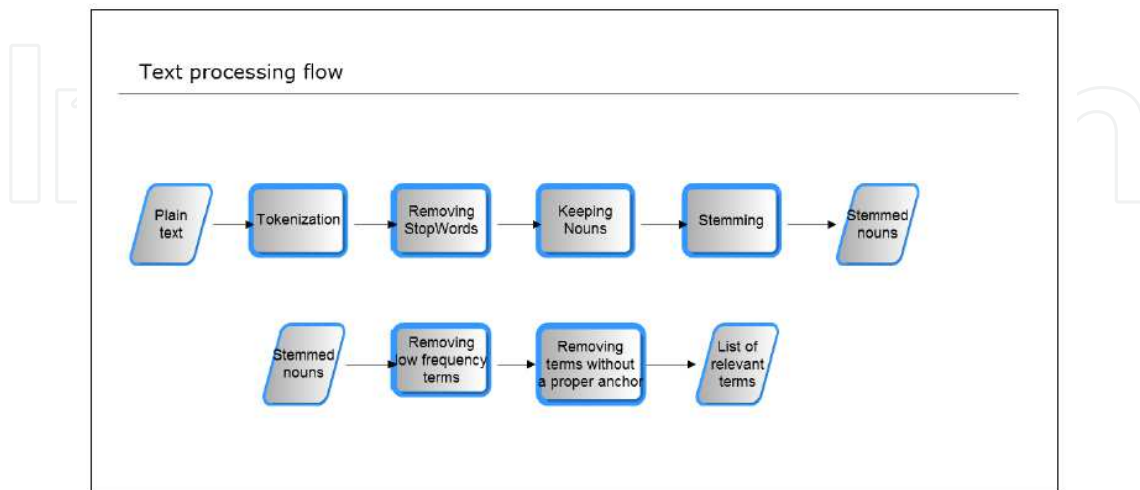 Text processing flow
Plain
text
Tokenization
Removing
StopWords
Keeping
Nouns
Stemming
Stemmed
nouns
Stemmed
nouns
Removing
low frequency
terms
Removing
terms without
a proper anchor
List of
relevant
terms